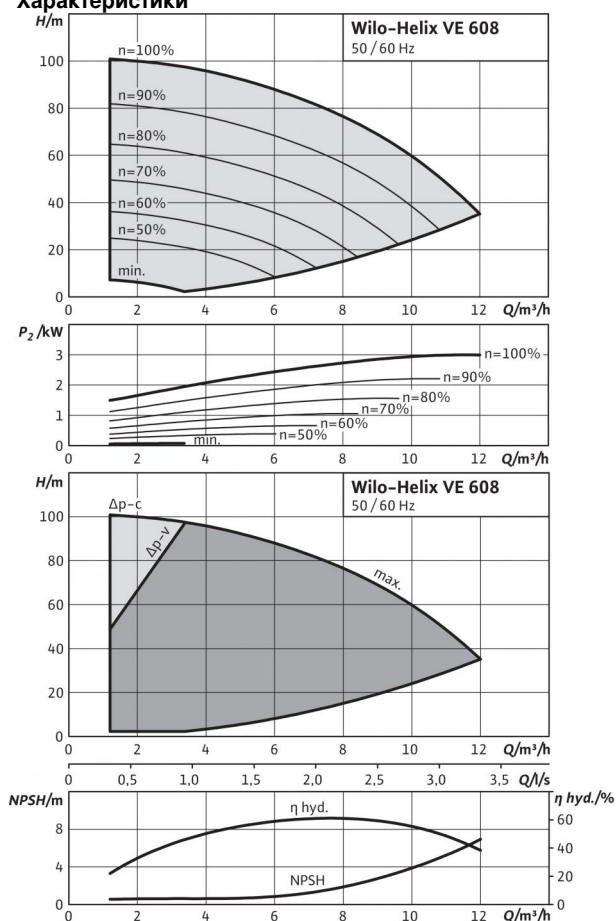 Характеристики
H/m
Wilo-Helix VE 608
50 / 60 Hz
n=100%
100
n=90%
80
n=80%
60
n=70%
40
n=60%
n=50%
20
min.
0
0 2 4 6 8 10 12 Q/m³/h
P₂ /kW
3
n=100%
n=90%
2
n=80%
n=70%
1
n=60%
n=50%
min.
0
0 2 4 6 8 10 12 Q/m³/h
H/m
Wilo-Helix VE 608
50 / 60 Hz
Δp-c
100
Δp-v
80
max.
60
40
20
0
0 2 4 6 8 10 12 Q/m³/h
0 0,5 1,0 1,5 2,0 2,5 3,0 3,5 Q/l/s
NPSH/m
η hyd./%
η hyd.
8
60
40
4
NPSH
20
0
0
0 2 4 6 8 10 12 Q/m³/h